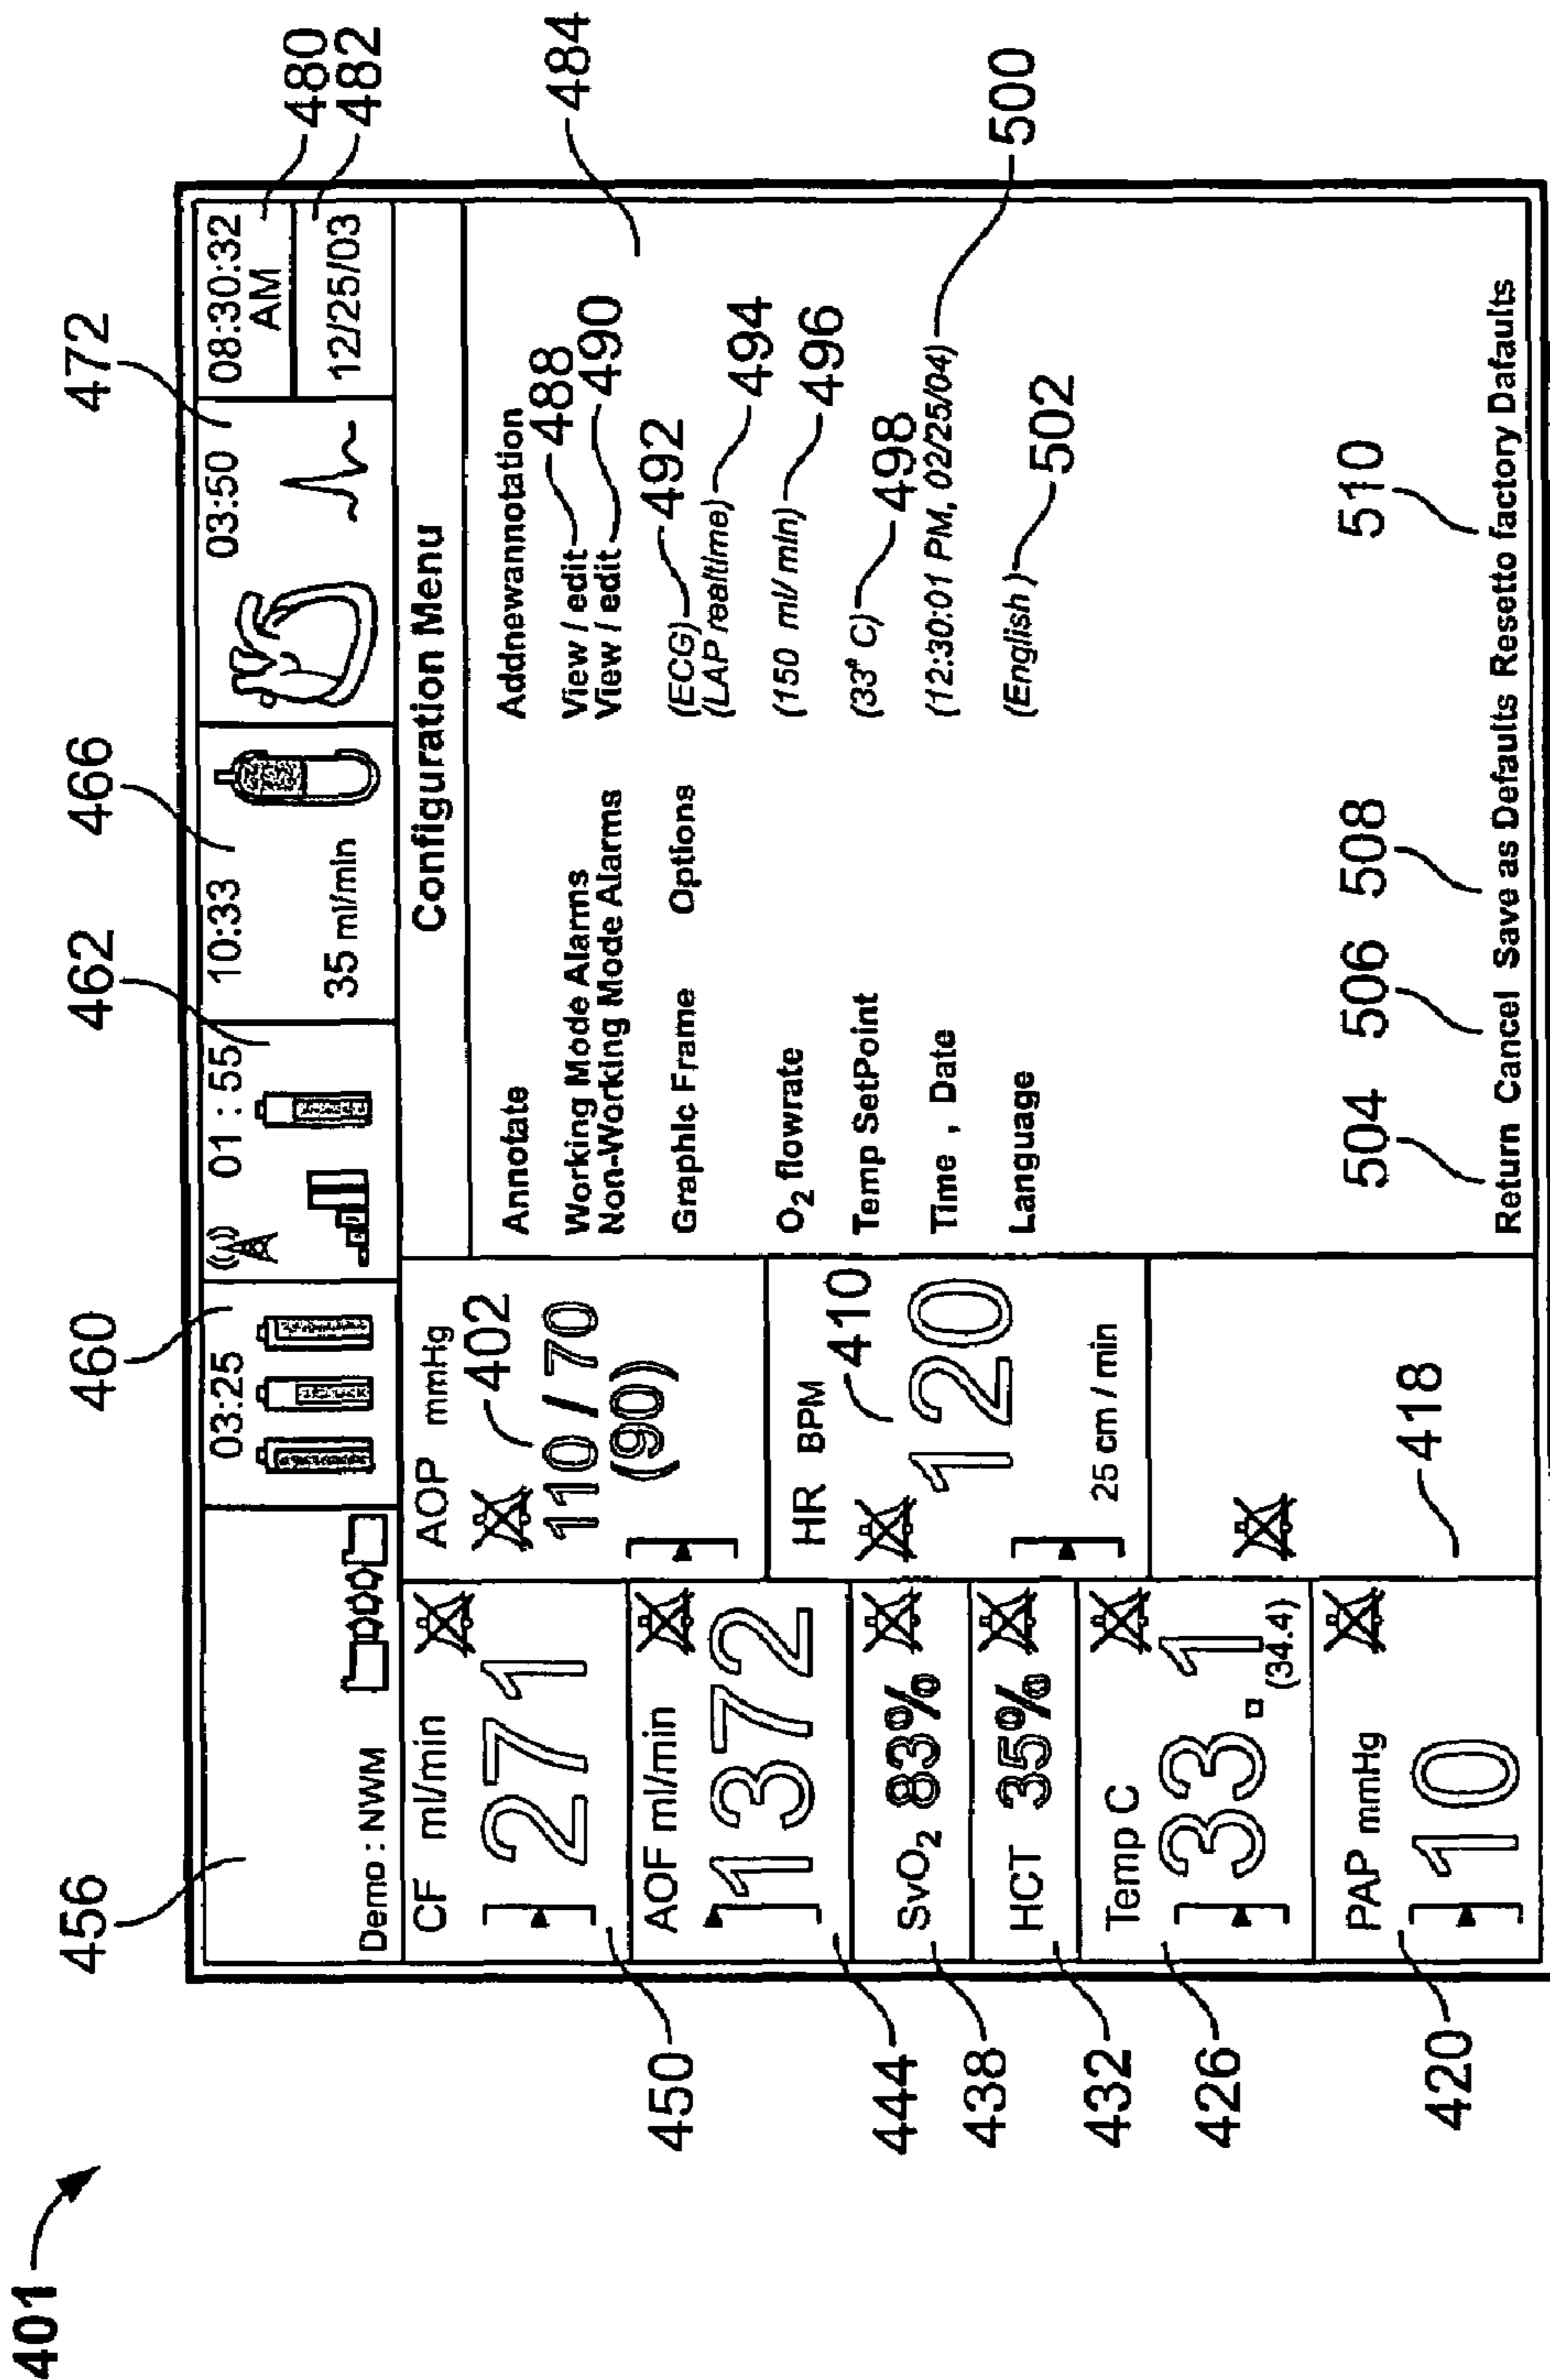 401
456
460
462
466
472
480
482
484
Demo : NWM
03:25
01 : 55
10:33
35 ml/min
03:50
08:30:32
AM
12/25/03
CF ml/min
271
450
AOF ml/min
1372
444
SvO2 83%
438
HCT 35%
432
Temp C
33.1
(34.4)
426
PAP mmHg
10
420
AOP mmHg
402
110 / 70
(90)
HR BPM
410
120
25 cm / min
418
Configuration Menu
Annotate Addnewannotation
Working Mode Alarms View / edit 488
Non-Working Mode Alarms View / edit 490
Graphic Frame Options (ECG) 492
(LAP realtime) 494
O2 flowrate (150 ml/ min) 496
Temp SetPoint (33° C) 498
Time , Date (12:30:01 PM, 02/25/04) 500
Language (English ) 502
504 506 508 510
Return Cancel Save as Defaults Resetto factory Dafaults